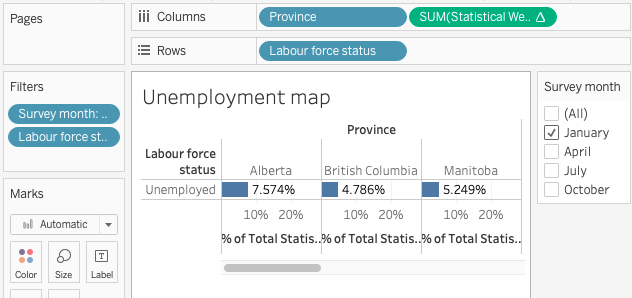 Pages
Columns
Province
SUM(Statistical We..
Rows
Labour force status
Filters
Survey month: ..
Labour force st..
Marks
Automatic
Color
Size
Label
Unemployment map
Province
Labour force
status
Alberta
British Columbia
Manitoba
Unemployed
7.574%
4.786%
5.249%
10% 20%
10% 20%
10% 20%
% of Total Statis..
% of Total Statis..
% of Total Statis..
Survey month
(All)
January
April
July
October